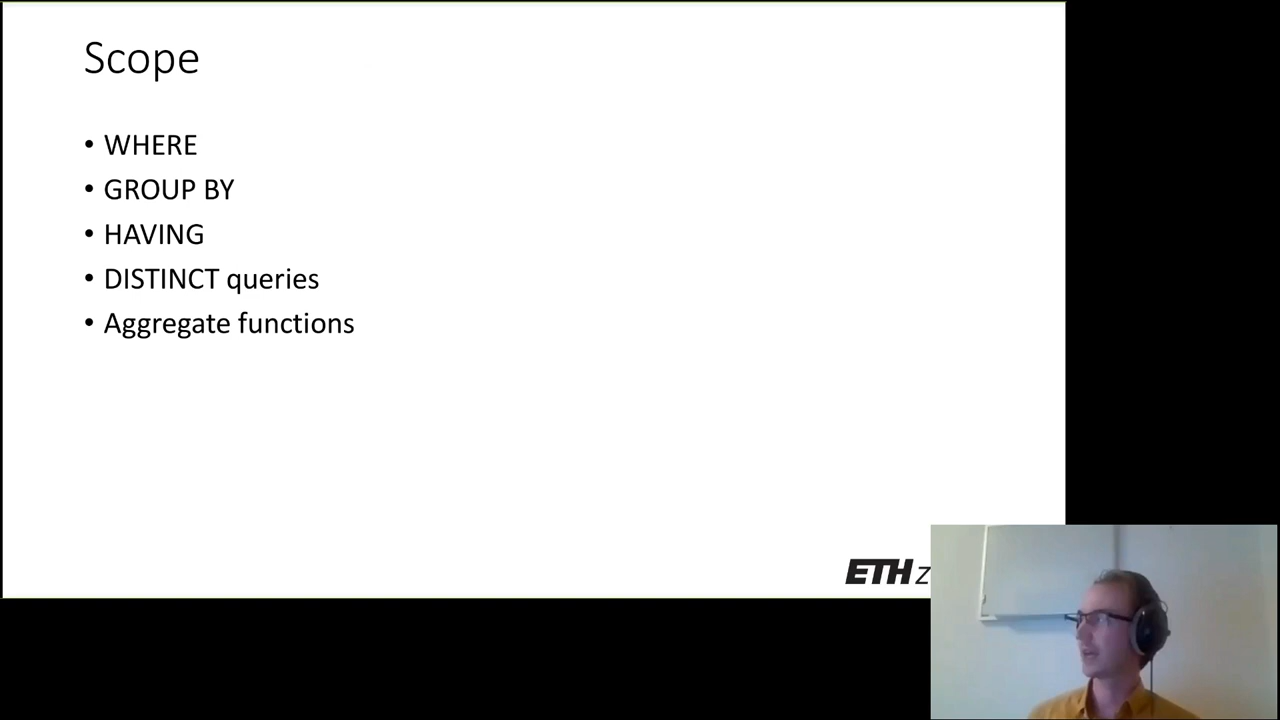 Scope
• WHERE
• GROUP BY
• HAVING
• DISTINCT queries
• Aggregate functions
ETH z